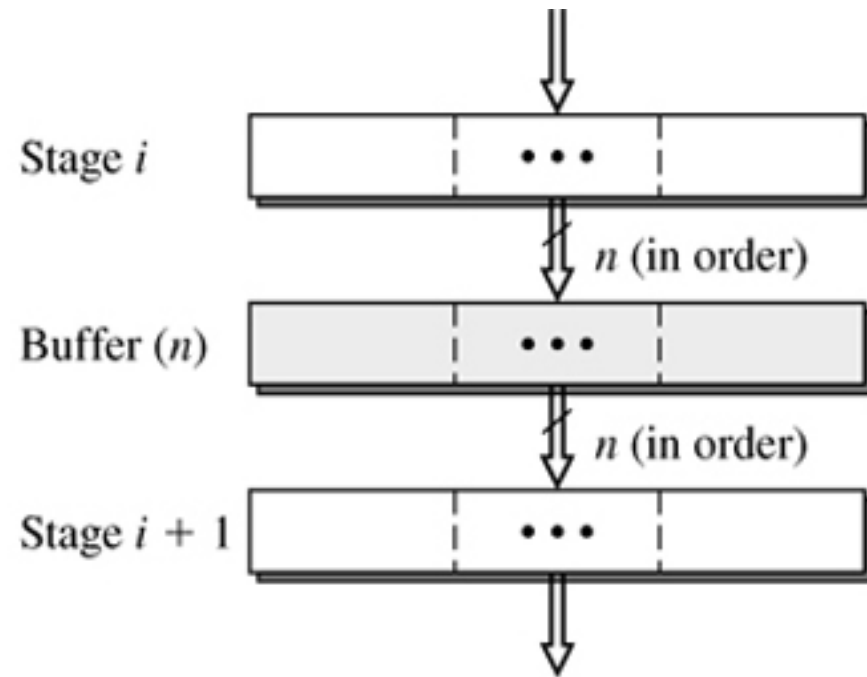 Stage i
• • •
n (in order)
Buffer (n)
• • •
n (in order)
Stage i + 1
• • •